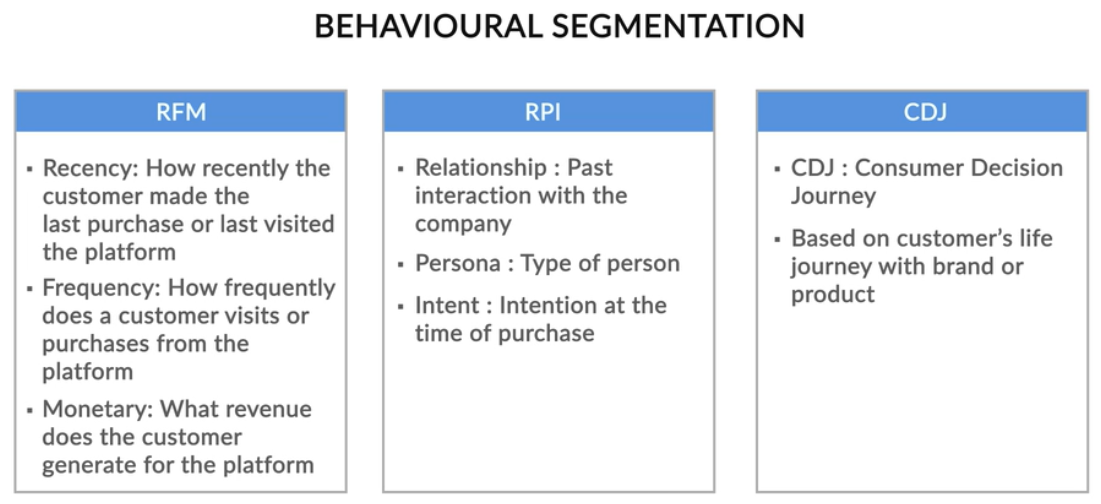 BEHAVIOURAL SEGMENTATION
RFM
▪ Recency: How recently the
customer made the
last purchase or last visited
the platform
▪ Frequency: How frequently
does a customer visits or
purchases from the
platform
▪ Monetary: What revenue
does the customer
generate for the platform
RPI
▪ Relationship : Past
interaction with the
company
▪ Persona : Type of person
▪ Intent : Intention at the
time of purchase
CDJ
▪ CDJ : Consumer Decision
Journey
▪ Based on customer’s life
journey with brand or
product